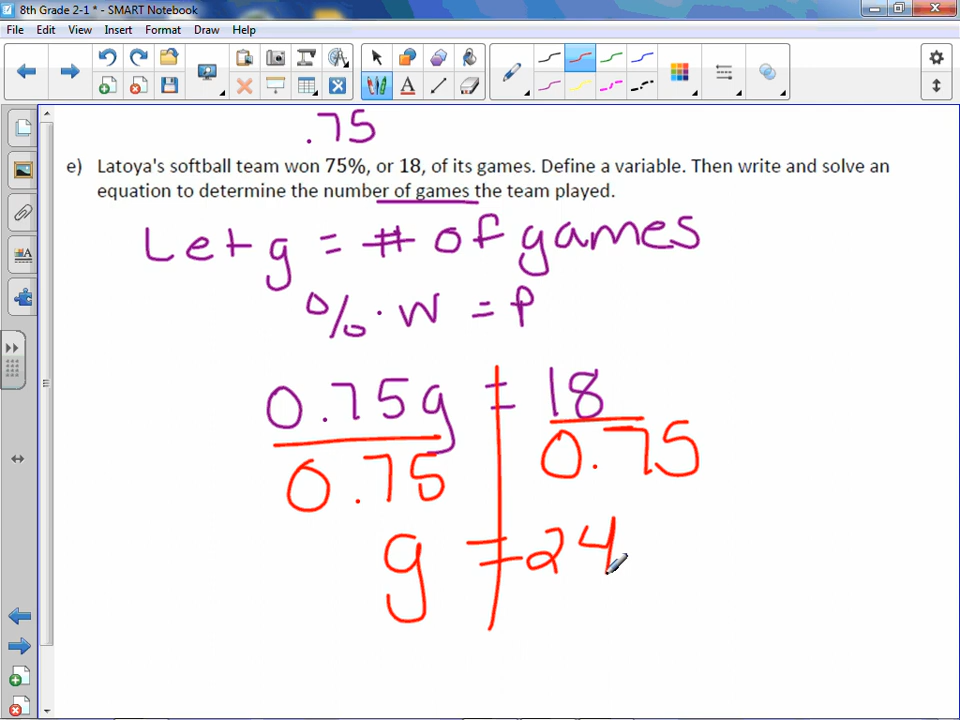 8th Grade 2-1 * - SMART Notebook
File Edit View Insert Format Draw Help
.75
e) Latoya's softball team won 75%, or 18, of its games. Define a variable. Then write and solve an
equation to determine the number of games the team played.
Let g = # of games
% · W = P
0.75g = 18
0.75 0.75
g = 24